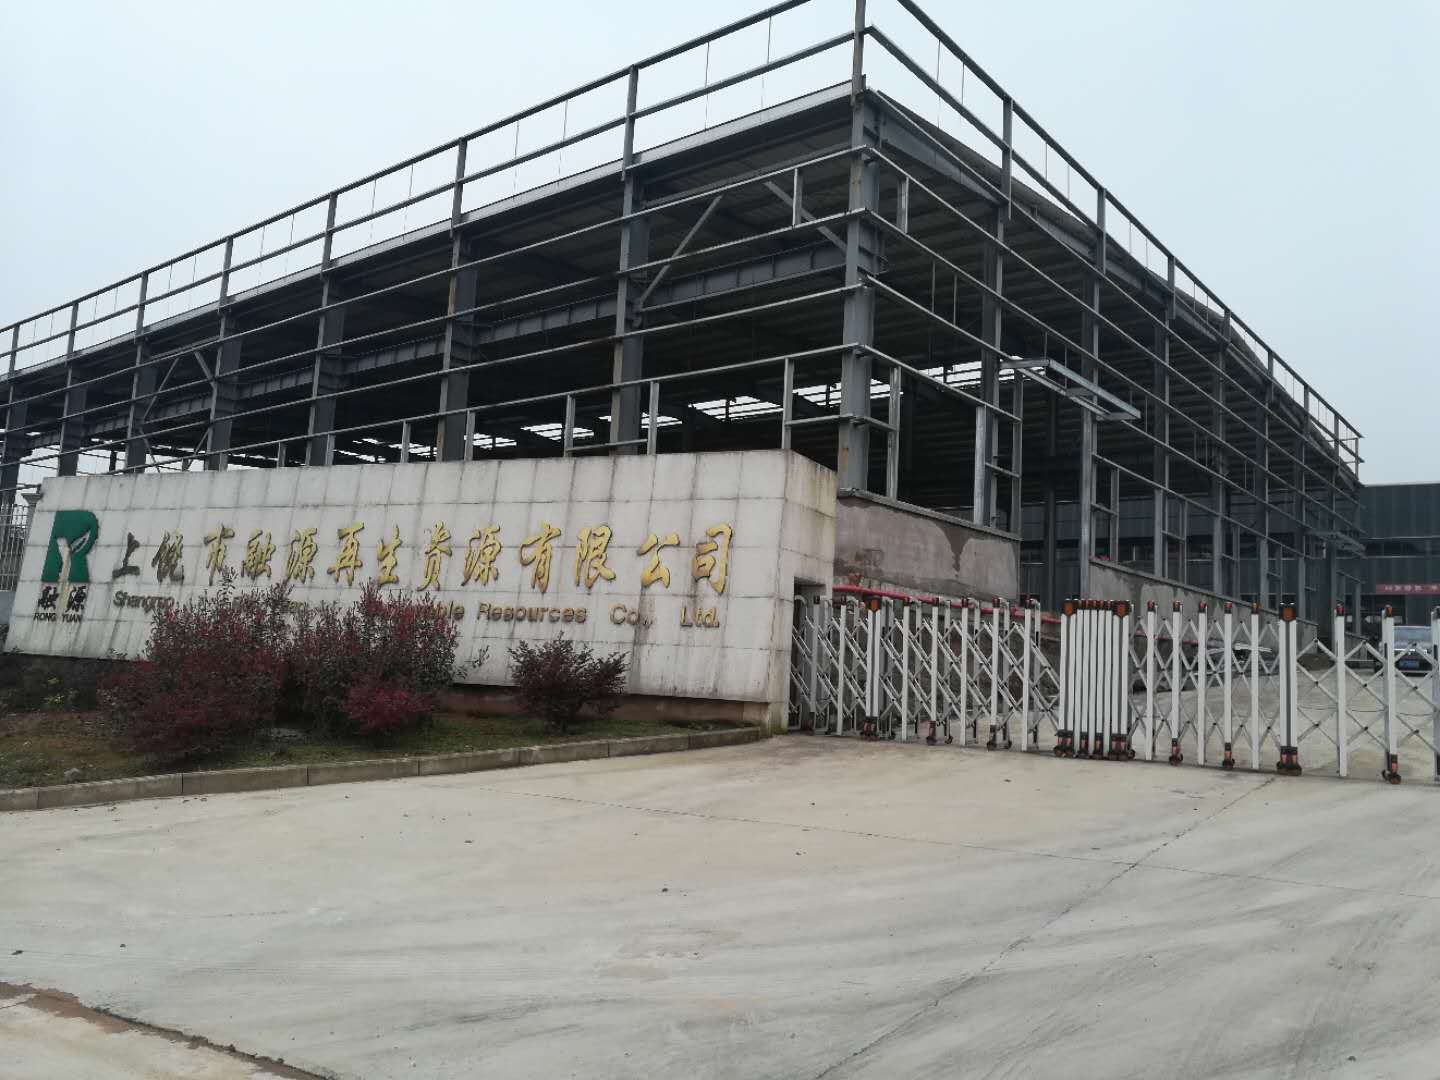 上饶市融源再生资源有限公司
Resources Co., Ltd.
融源
RONG YUAN